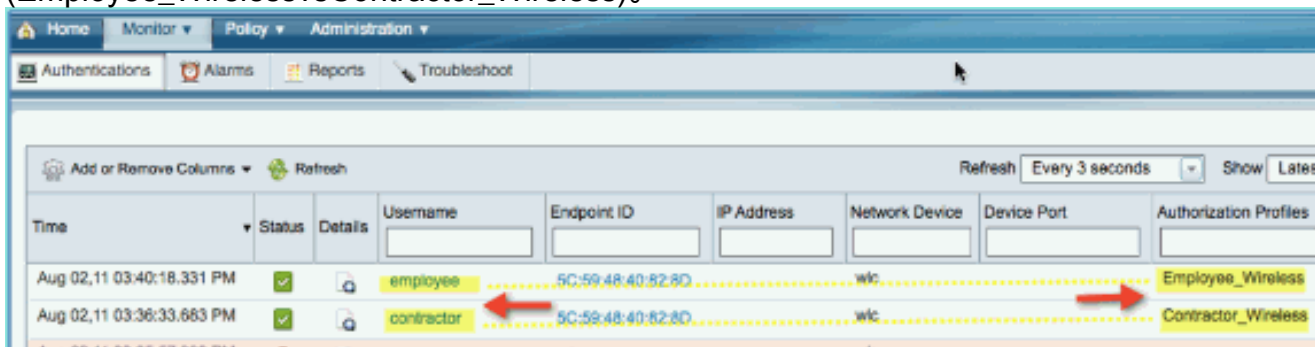 Home Monitor Policy Administration
Authentications Alarms Reports Troubleshoot
Add or Remove Columns Refresh Refresh Every 3 seconds Show
Time Status Details Username Endpoint ID IP Address Network Device Device Port Authorization Profiles
Aug 02,11 03:40:18.331 PM employee 5C:59:48:40:82:8D wlc Employee_Wireless
Aug 02,11 03:36:33.663 PM contractor 5C:59:48:40:82:8D wlc Contractor_Wireless